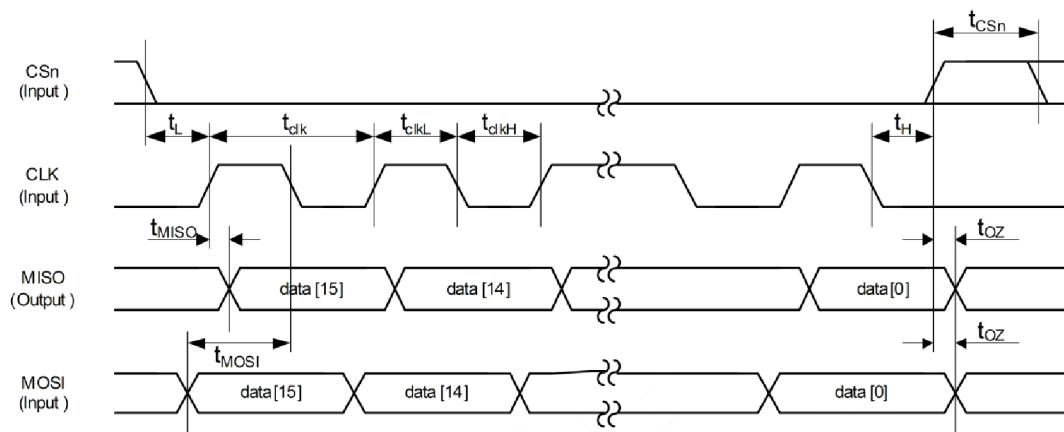 tCSn
CSn
(Input )
tL
tclk
tclkL
tclkH
tH
CLK
(Input )
tMISO
tOZ
MISO
(Output)
data [15]
data [14]
data[0]
tMOSI
tOZ
MOSI
(Input )
data [15]
data [14]
data [0]